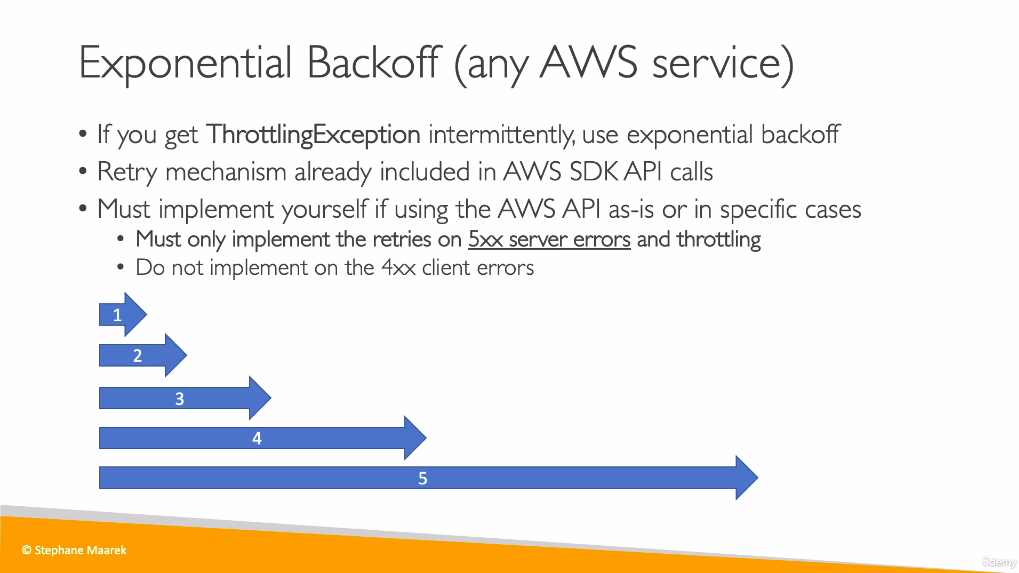 Exponential Backoff (any AWS service)
• If you get ThrottlingException intermittently, use exponential backoff
• Retry mechanism already included in AWS SDK API calls
• Must implement yourself if using the AWS API as-is or in specific cases
• Must only implement the retries on 5xx server errors and throttling
• Do not implement on the 4xx client errors
1
2
3
4
5
© Stephane Maarek
ûdemy